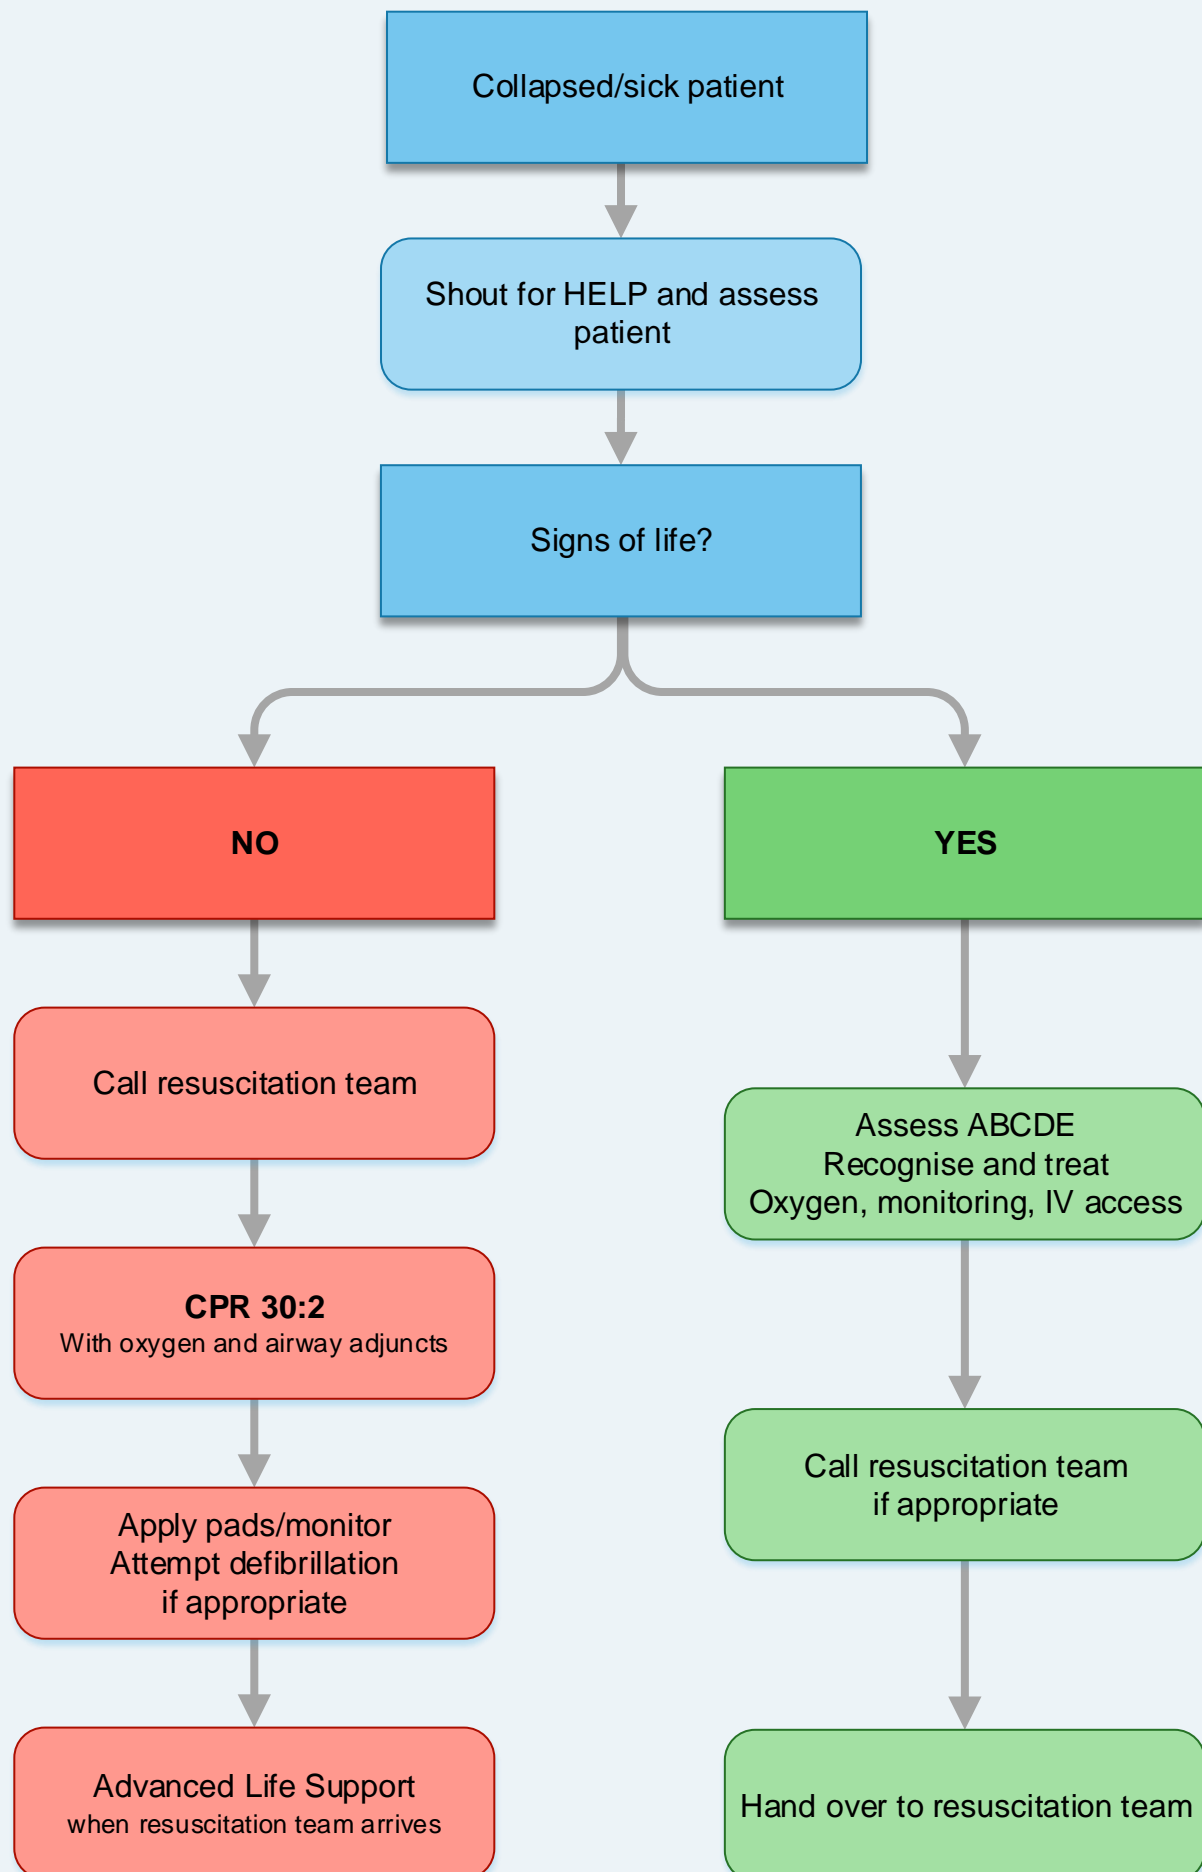 Collapsed/sick patient
Shout for HELP and assess
patient
Signs of life?
NO
Call resuscitation team
CPR 30:2
With oxygen and airway adjuncts
Apply pads/monitor
Attempt defibrillation
if appropriate
Advanced Life Support
when resuscitation team arrives
YES
Assess ABCDE
Recognise and treat
Oxygen, monitoring, IV access
Call resuscitation team
if appropriate
Hand over to resuscitation team